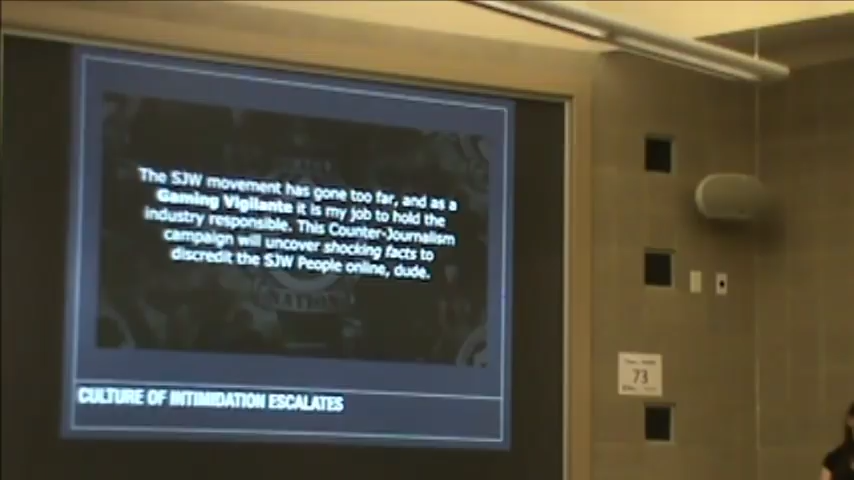 The SJW movement has gone too far, and as a
Gaming Vigilante it is my job to hold the
industry responsible. This Counter-Journalism
campaign will uncover shocking facts to
discredit the SJW People online, dude.
NATION
CULTURE OF INTIMIDATION ESCALATES
73